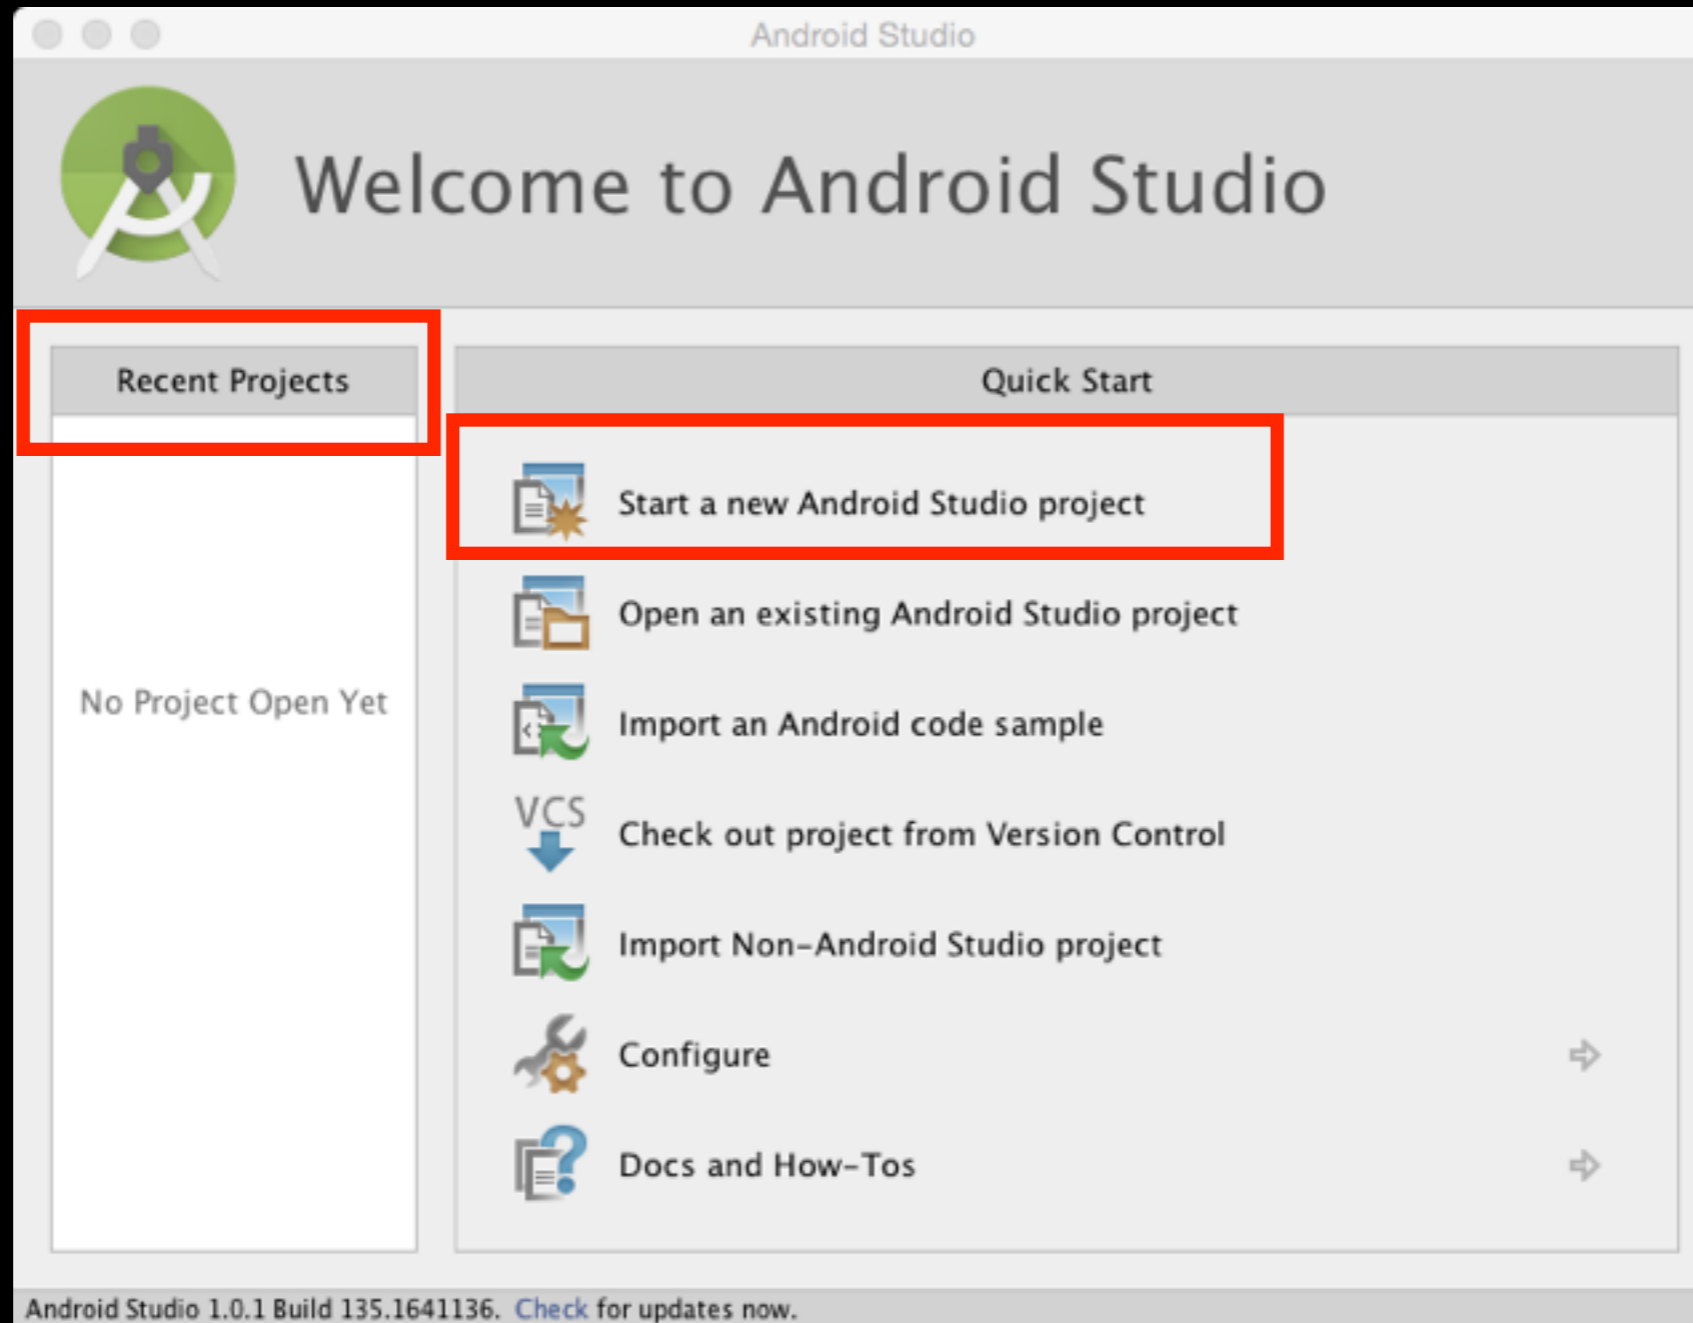 Android Studio
Welcome to Android Studio
Recent Projects
No Project Open Yet
Quick Start
Start a new Android Studio project
Open an existing Android Studio project
Import an Android code sample
VCS
Check out project from Version Control
Import Non-Android Studio project
Configure
Docs and How-Tos
Android Studio 1.0.1 Build 135.1641136. Check for updates now.